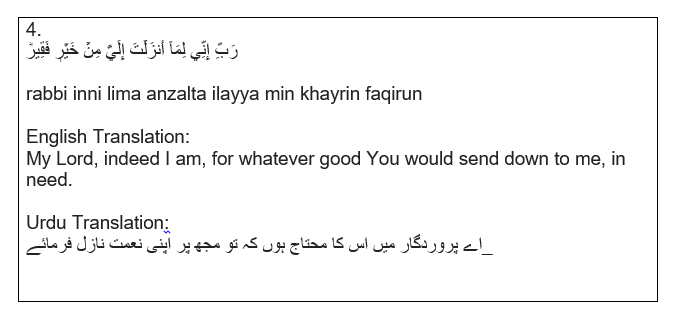 4.
رَبِّ إِنِّي لِمَآ أَنزَلْتَ إِلَيَّ مِنْ خَيْرٍ فَقِيرٌ
rabbi inni lima anzalta ilayya min khayrin faqirun
English Translation:
My Lord, indeed I am, for whatever good You would send down to me, in
need.
Urdu Translation:
_اے پروردگار میں اس کا محتاج ہوں کہ تو مجھ پر اپنی نعمت نازل فرمائے